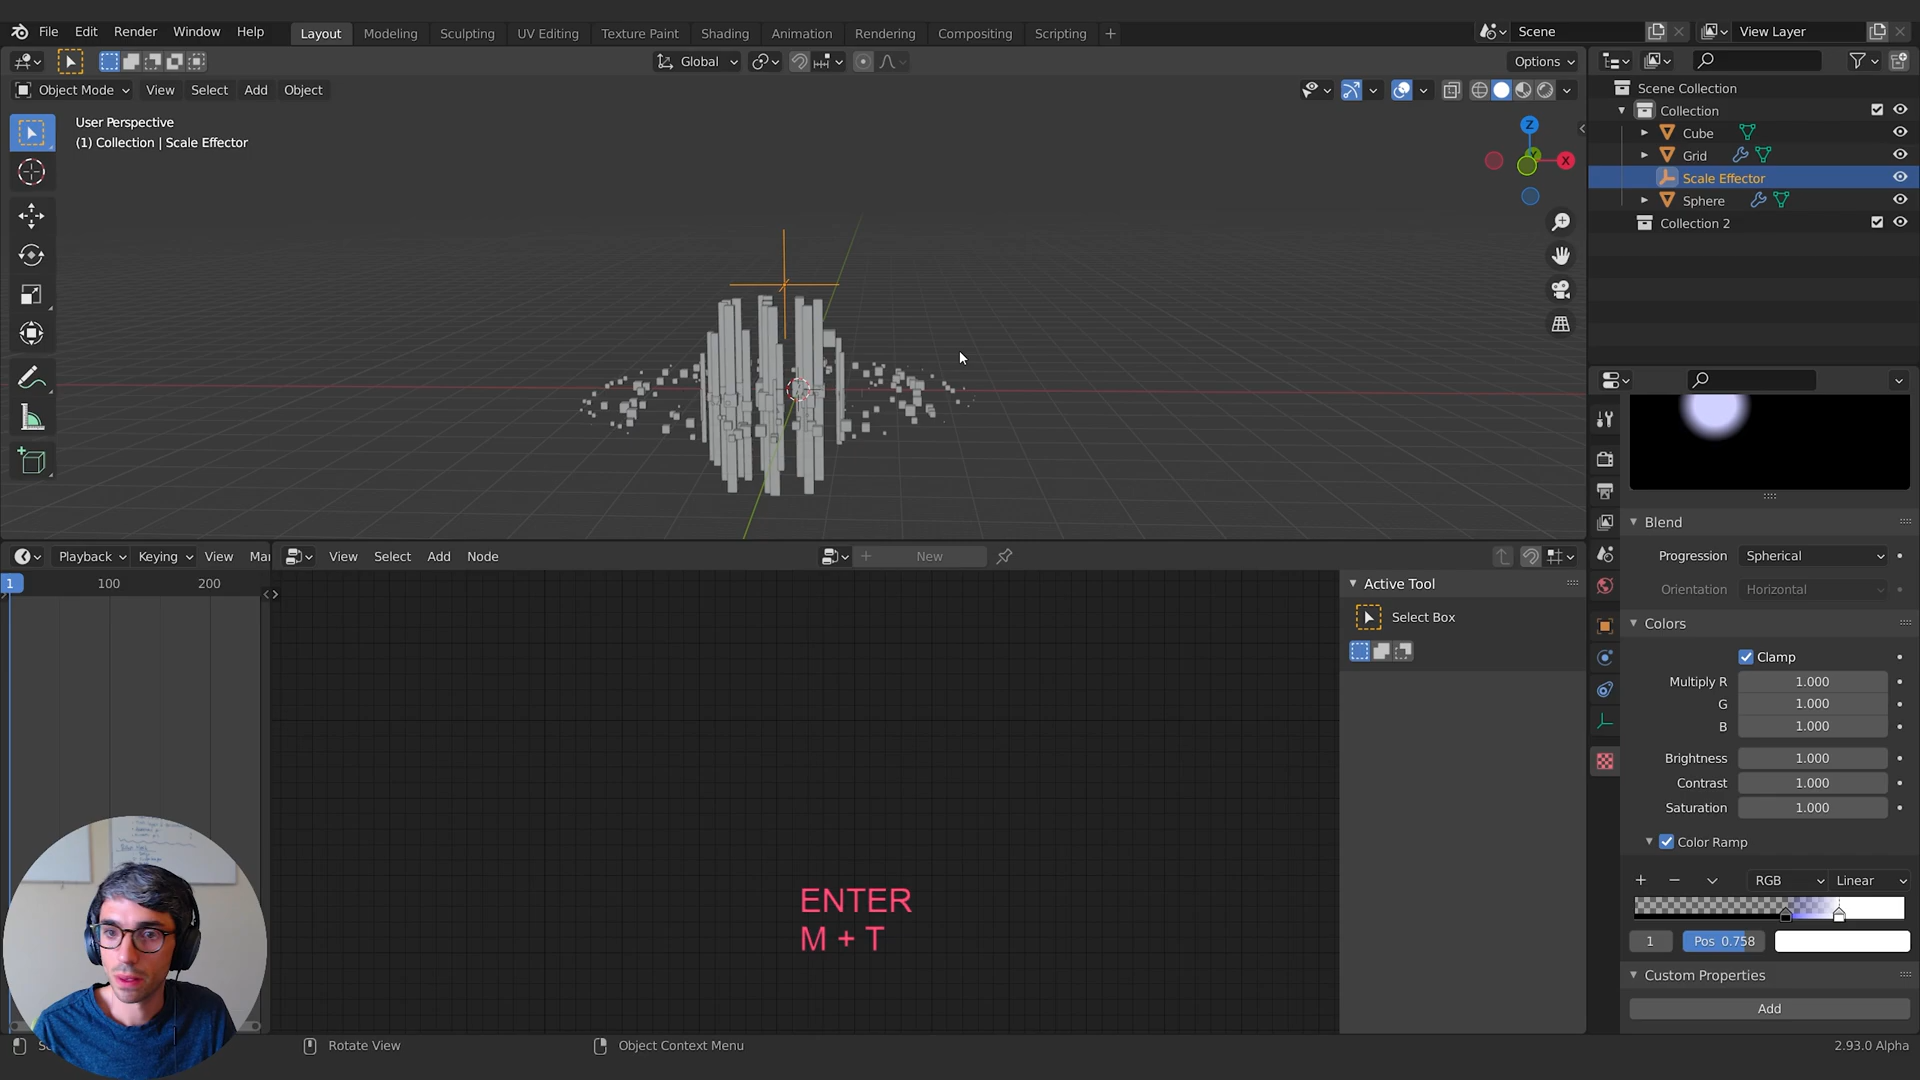 File Edit Render Window Help Layout Modeling Sculpting UV Editing Texture Paint Shading Animation Rendering Compositing Scripting + Scene View Layer
Global Options
Object Mode View Select Add Object
User Perspective
(1) Collection | Scale Effector
Z
Y
X
Scene Collection
Collection
Cube
Grid
Scale Effector
Sphere
Collection 2
Blend
Progression Spherical
Orientation Horizontal
Colors
Clamp
Multiply R 1.000
G 1.000
B 1.000
Brightness 1.000
Contrast 1.000
Saturation 1.000
Color Ramp
+ − RGB Linear
1 Pos 0.758
Custom Properties
Add
Playback Keying View Mar View Select Add Node + New
1 100 200
Active Tool
Select Box
ENTER
M + T
Rotate View Object Context Menu 2.93.0 Alpha